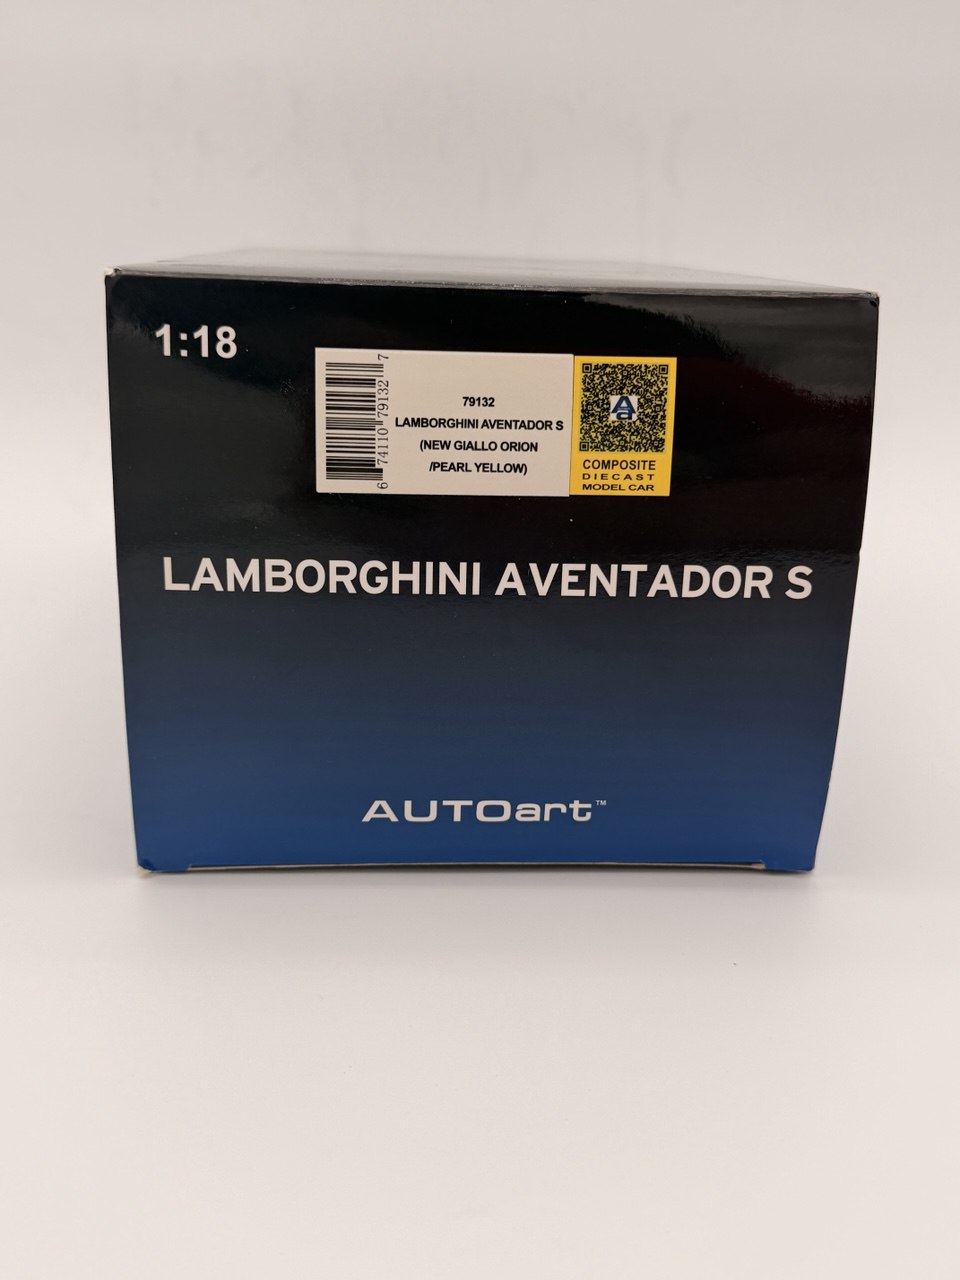 1:18
6 74110 79132 7
79132
LAMBORGHINI AVENTADOR S
(NEW GIALLO ORION
/PEARL YELLOW)
Aa
COMPOSITE
DIECAST
MODEL CAR
LAMBORGHINI AVENTADOR S
AUTOart™